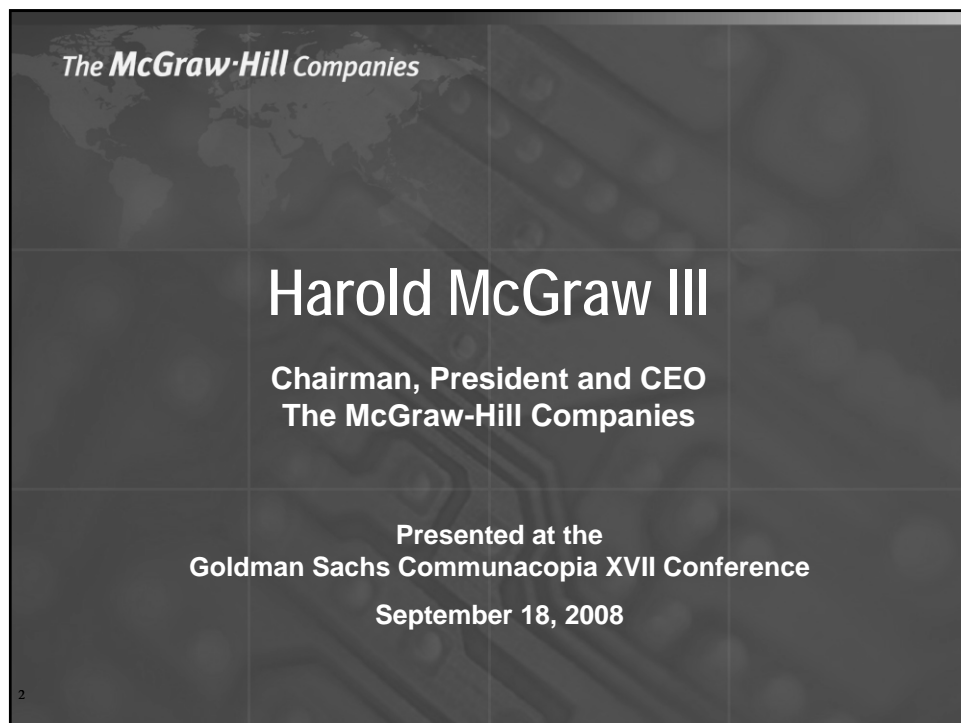 The McGraw·Hill Companies
Harold McGraw III
Chairman, President and CEO
The McGraw-Hill Companies
Presented at the
Goldman Sachs Communacopia XVII Conference
September 18, 2008
2